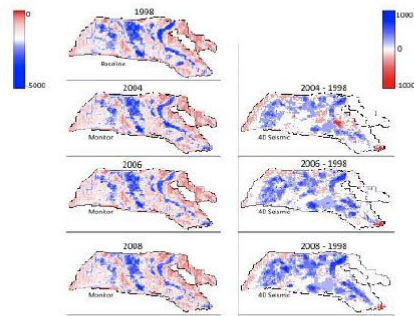 1998
0
-5000
Baseline
1000
0
1000
2004
Monitor
2004 - 1998
4D Seismic
2006
Monitor
2006 - 1998
4D Seismic
2008
Monitor
2008 - 1998
4D Seismic